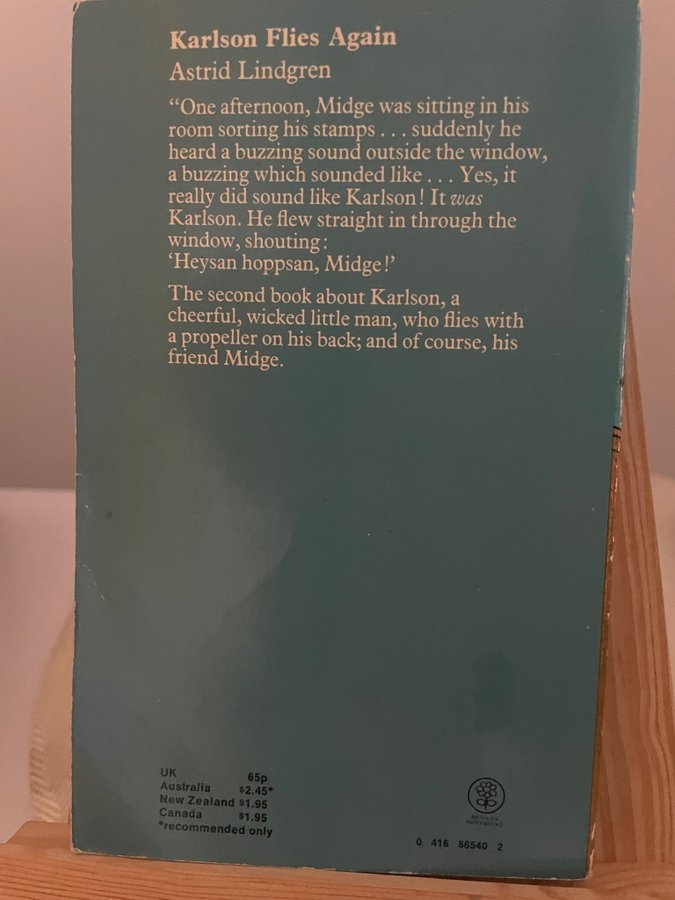 Karlson Flies Again
Astrid Lindgren
“One afternoon, Midge was sitting in his
room sorting his stamps . . . suddenly he
heard a buzzing sound outside the window,
a buzzing which sounded like . . . Yes, it
really did sound like Karlson! It was
Karlson. He flew straight in through the
window, shouting:
‘Heysan hoppsan, Midge!’
The second book about Karlson, a
cheerful, wicked little man, who flies with
a propeller on his back; and of course, his
friend Midge.
UK 65p
Australia $2.45*
New Zealand $1.95
Canada $1.95
*recommended only
0 416 86540 2